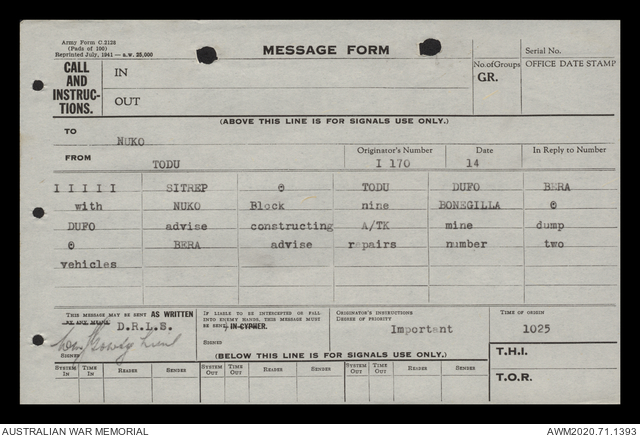 Army Form C.2128
(Pads of 100)
Reprinted July, 1941—A.W. 25,000
MESSAGE FORM
Serial No.
CALL AND INSTRUC-TIONS.
IN
OUT
No. of Groups
GR.
OFFICE DATE STAMP
(ABOVE THIS LINE IS FOR SIGNALS USE ONLY.)
TO
NUKO
FROM
TODU
Originator's Number
I 170
Date
14
In Reply to Number
I I I I I SITREP @ TODU DUFO BERA
with NUKO Block nine BONEGILLA @
DUFO advise constructing A/TK mine dump
@ BERA advise repairs number two
vehicles
THIS MESSAGE MAY BE SENT AS WRITTEN
BY ANY MEANS D.R.L.S.
SIGNED
IF LIABLE TO BE INTERCEPTED OR FALL
INTO ENEMY HANDS, THIS MESSAGE MUST
BE SENT IN CYPHER.
SIGNED
ORIGINATOR'S INSTRUCTIONS
DEGREE OF PRIORITY
Important
TIME OF ORIGIN
1025
(BELOW THIS LINE IS FOR SIGNALS USE ONLY.)
T.H.I.
T.O.R.
SYSTEM IN TIME IN READER SENDER SYSTEM OUT TIME OUT READER SENDER SYSTEM OUT TIME OUT READER SENDER
AUSTRALIAN WAR MEMORIAL
AWM2020.71.1393